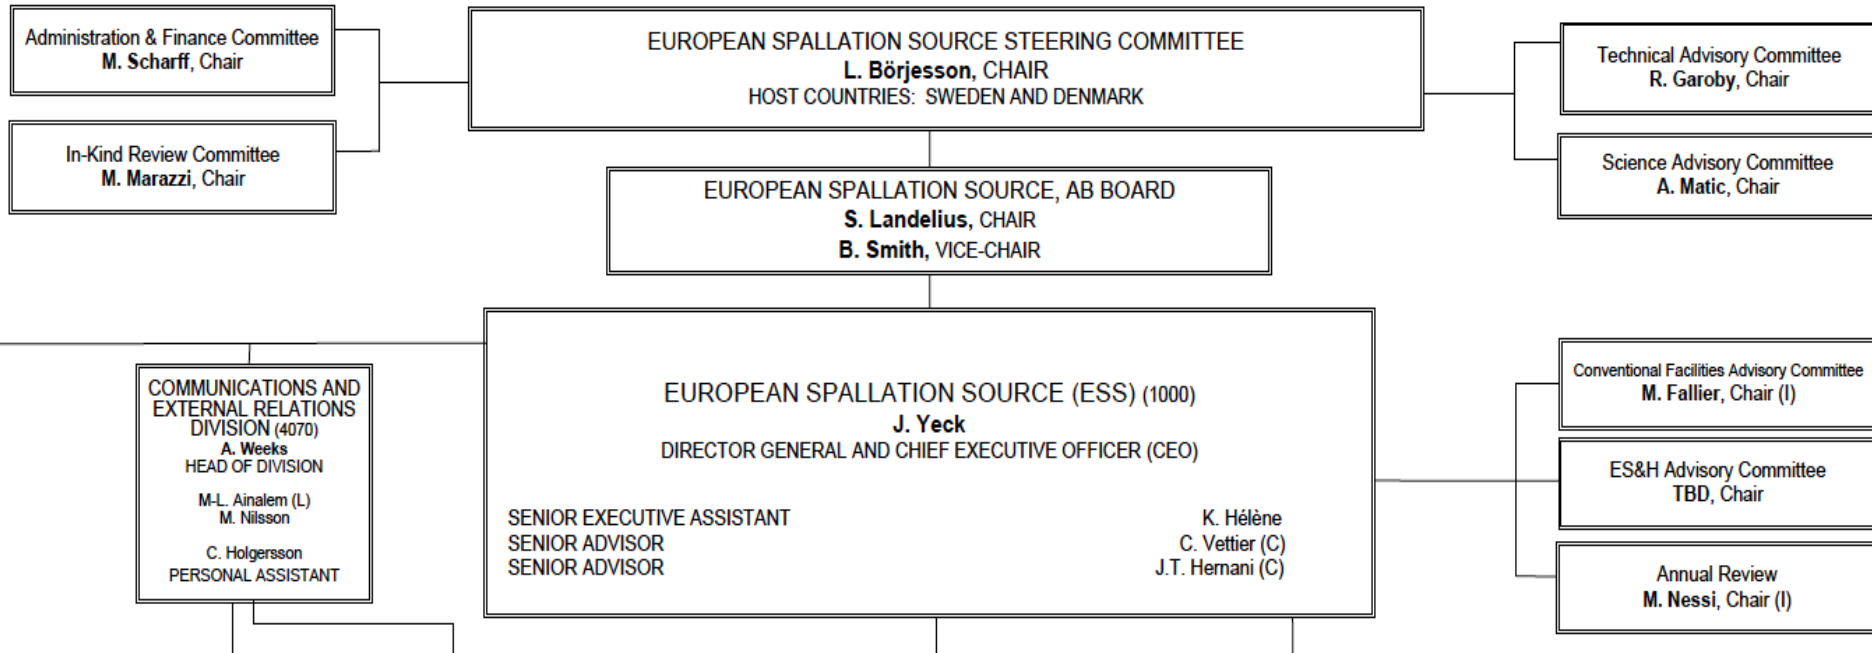 Administration & Finance Committee
M. Scharff, Chair
In-Kind Review Committee
M. Marazzi, Chair
EUROPEAN SPALLATION SOURCE STEERING COMMITTEE
L. Börjesson, CHAIR
HOST COUNTRIES: SWEDEN AND DENMARK
Technical Advisory Committee
R. Garoby, Chair
Science Advisory Committee
A. Matic, Chair
EUROPEAN SPALLATION SOURCE, AB BOARD
S. Landelius, CHAIR
B. Smith, VICE-CHAIR
COMMUNICATIONS AND
EXTERNAL RELATIONS
DIVISION (4070)
A. Weeks
HEAD OF DIVISION
M-L. Ainalem (L)
M. Nilsson
C. Holgersson
PERSONAL ASSISTANT
EUROPEAN SPALLATION SOURCE (ESS) (1000)
J. Yeck
DIRECTOR GENERAL AND CHIEF EXECUTIVE OFFICER (CEO)
SENIOR EXECUTIVE ASSISTANT K. Hélène
SENIOR ADVISOR C. Vettier (C)
SENIOR ADVISOR J.T. Hernani (C)
Conventional Facilities Advisory Committee
M. Fallier, Chair (I)
ES&H Advisory Committee
TBD, Chair
Annual Review
M. Nessi, Chair (I)